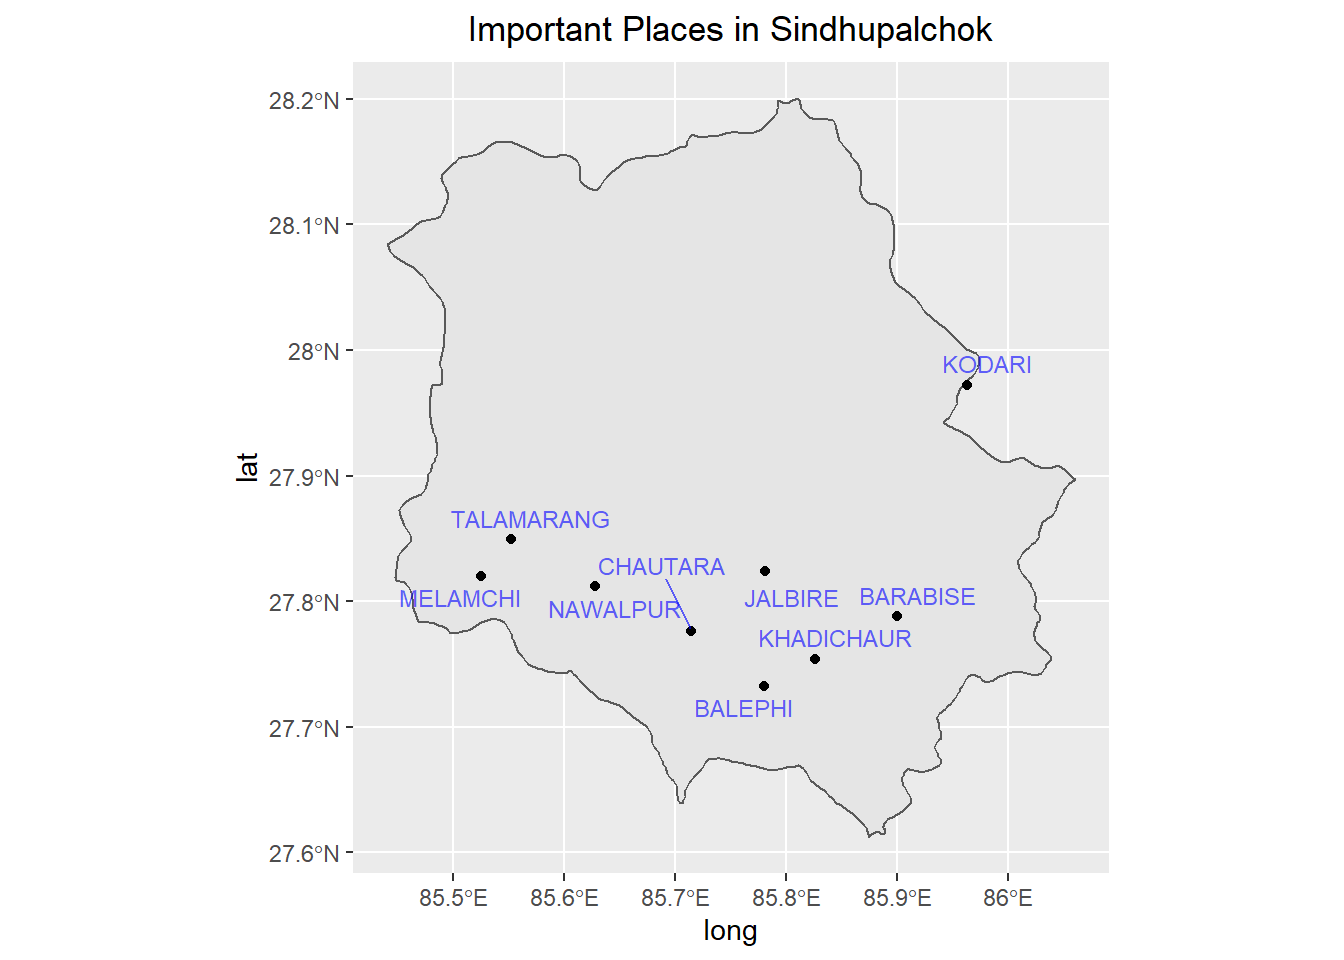 Important Places in Sindhupalchok
28.2°N
28.1°N
28°N
KODARI
lat
27.9°N
TALAMARANG
CHAUTARA
27.8°N
MELAMCHI
NAWALPUR
JALBIRE
BARABISE
KHADICHAUR
BALEPHI
27.7°N
27.6°N
85.5°E 85.6°E 85.7°E 85.8°E 85.9°E 86°E
long